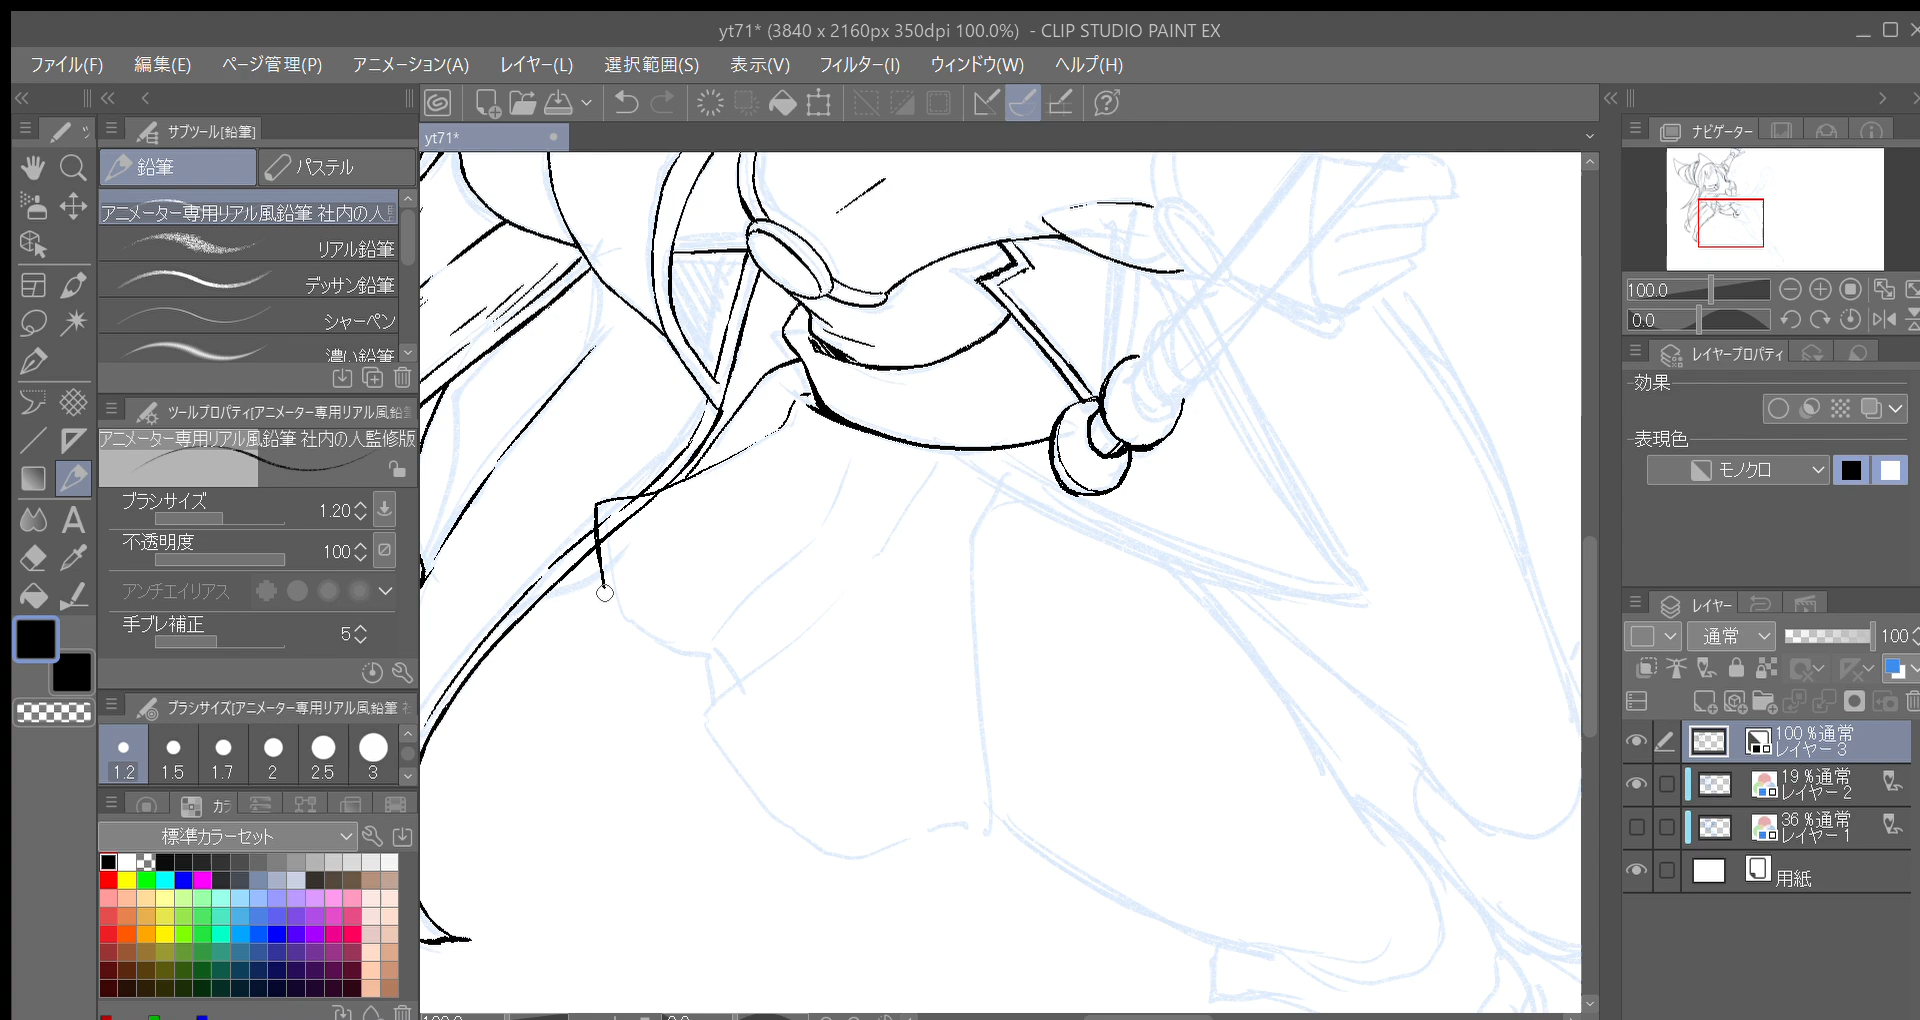 yt71* (3840 x 2160px 350dpi 100.0%) - CLIP STUDIO PAINT EX
ファイル(F) 編集(E) ページ管理(P) アニメーション(A) レイヤー(L) 選択範囲(S) 表示(V) フィルター(I) ウィンドウ(W) ヘルプ(H)
サブツール[鉛筆]
yt71*
鉛筆 パステル
アニメーター専用リアル風鉛筆 社内の人
リアル鉛筆
デッサン鉛筆
シャーペン
濃い鉛筆
ツールプロパティ[アニメーター専用リアル風鉛筆
アニメーター専用リアル風鉛筆 社内の人監修版
ブラシサイズ 1.20
不透明度 100
アンチエイリアス
手ブレ補正 5
ブラシサイズ[アニメーター専用リアル風鉛筆
1.2 1.5 1.7 2 2.5 3
カラ
標準カラーセット
ナビゲーター
100.0
0.0
レイヤープロパティ
効果
表現色
モノクロ
レイヤー
通常 100
100 %通常
レイヤー 3
19 %通常
レイヤー 2
36 %通常
レイヤー 1
用紙